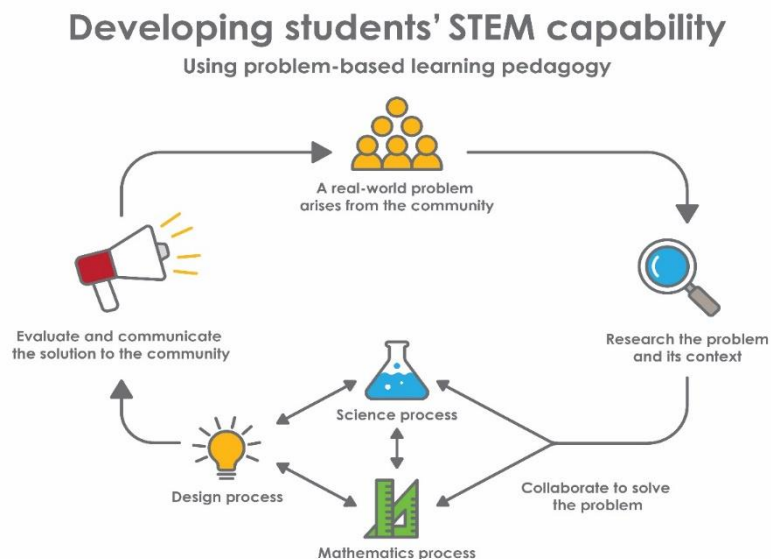 Developing students’ STEM capability
Using problem-based learning pedagogy
A real-world problem
arises from the community
Research the problem
and its context
Collaborate to solve
the problem
Science process
Mathematics process
Design process
Evaluate and communicate
the solution to the community